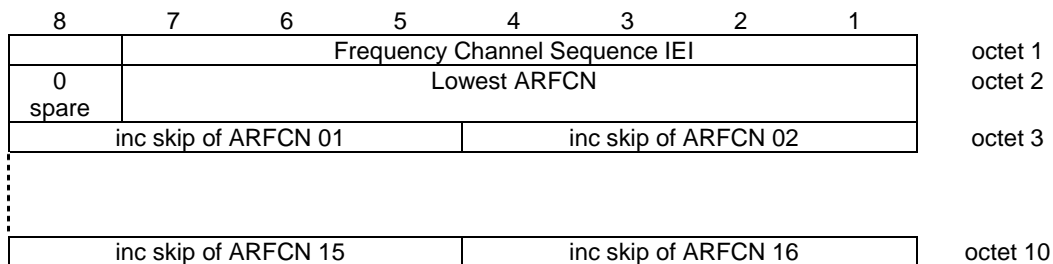 8 7 6 5 4 3 2 1
Frequency Channel Sequence IEI octet 1
0 Lowest ARFCN octet 2
spare
inc skip of ARFCN 01 inc skip of ARFCN 02 octet 3
inc skip of ARFCN 15 inc skip of ARFCN 16 octet 10